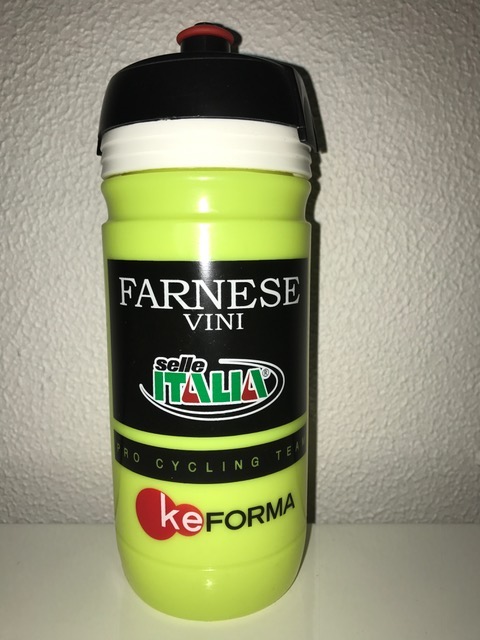 FARNESE
VINI
selle
ITALIA®
PRO CYCLING TEAM
keFORMA